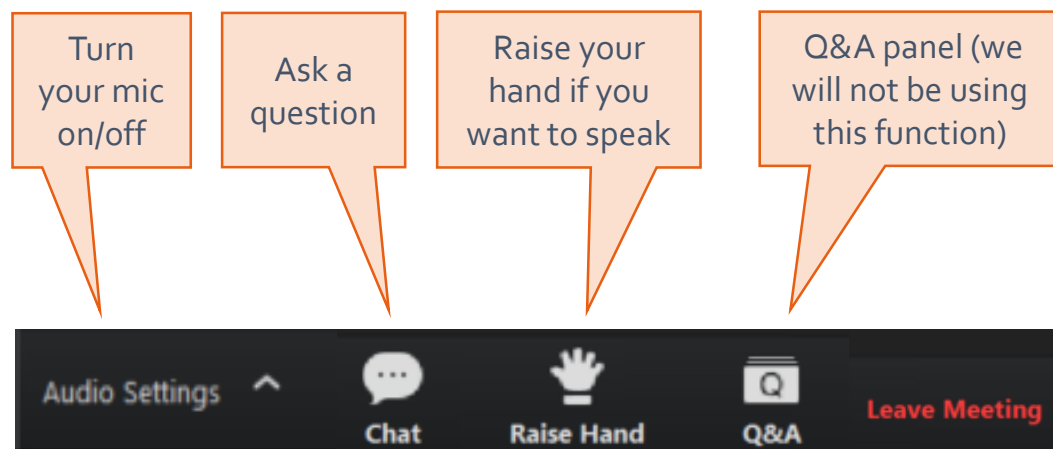 Turn
your mic
on/off
Ask a
question
Raise your
hand if you
want to speak
Q&A panel (we
will not be using
this function)
Audio Settings
Chat
Raise Hand
Q
Q&A
Leave Meeting